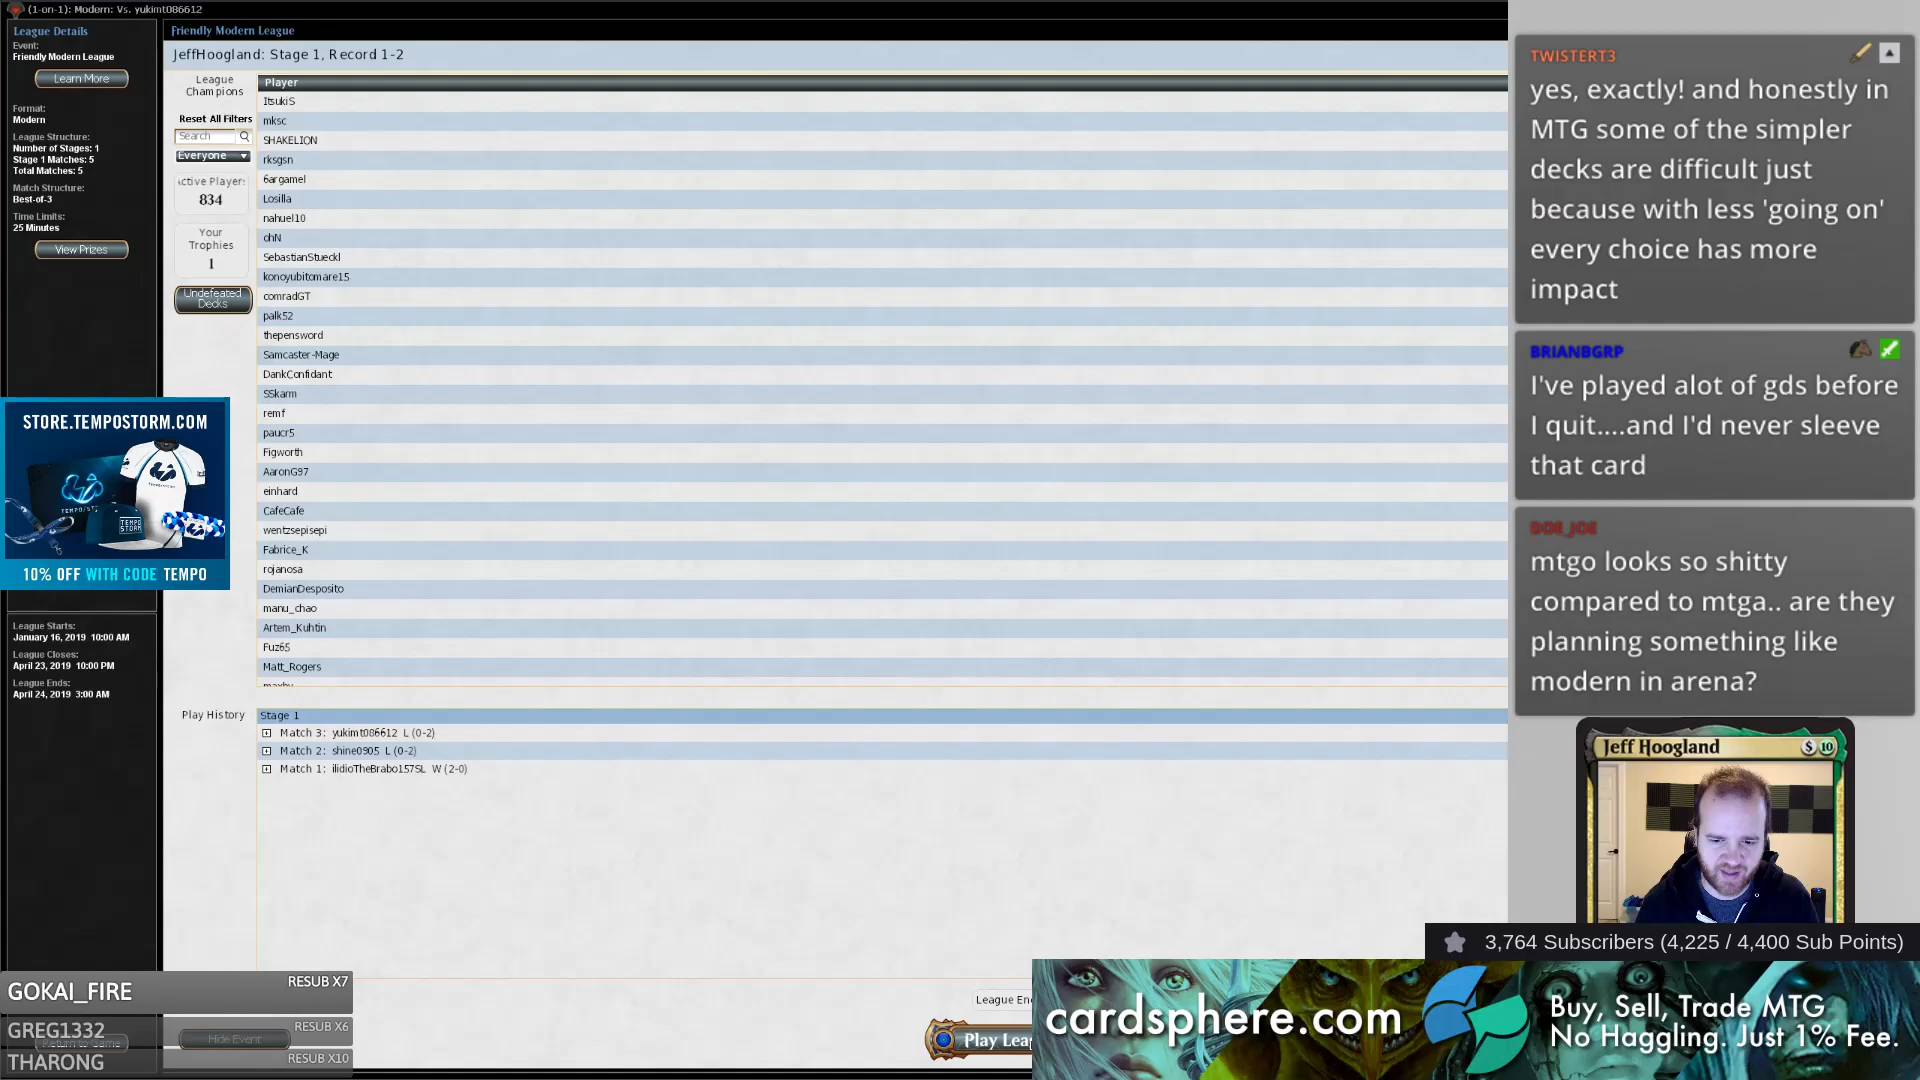 (1-on-1): Modern: Vs. yukimt086612
League Details
Event:
Friendly Modern League
Learn More
Format:
Modern
League Structure:
Number of Stages: 1
Stage 1 Matches: 5
Total Matches: 5
Match Structure:
Best-of-3
Time Limits:
25 Minutes
View Prizes
STORE.TEMPOSTORM.COM
10% OFF WITH CODE TEMPO
League Starts:
January 16, 2019 10:00 AM
League Closes:
April 23, 2019 10:00 PM
League Ends:
April 24, 2019 3:00 AM
Friendly Modern League
JeffHoogland: Stage 1, Record 1-2
League
Champions
Reset All Filters
Search
Everyone
Active Players
834
Your
Trophies
1
Undefeated
Decks
Player
ItsukiS
mksc
SHAKELION
rksgsn
6argamel
Losilla
nahuel10
ohN
SebastianStueckl
konoyubitomare15
comradGT
palk52
thepensword
Samcaster-Mage
DankConfidant
SSkarm
remf
paucr5
Figworth
AaronG97
einhard
CafeCafe
wentzsepisepi
Fabrice_K
rojanosa
DemianDesposito
manu_chao
Artem_Kuhtin
Fuz65
Matt_Rogers
Play History
Stage 1
Match 3: yukimt086612 L (0-2)
Match 2: shine0905 L (0-2)
Match 1: ilidioTheBrabo157SL W (2-0)
League En
Play Lea
GOKAI_FIRE RESUB X7
GREG1332 RESUB X6
Return to Game
Hide Event
THARONG RESUB X10
TWISTERT3
yes, exactly! and honestly in
MTG some of the simpler
decks are difficult just
because with less 'going on'
every choice has more
impact
BRIANBGRP
I've played alot of gds before
I quit....and I'd never sleeve
that card
DOE_JOE
mtgo looks so shitty
compared to mtga.. are they
planning something like
modern in arena?
Jeff Hoogland $ 10
3,764 Subscribers (4,225 / 4,400 Sub Points)
cardsphere.com
Buy, Sell, Trade MTG
No Haggling. Just 1% Fee.